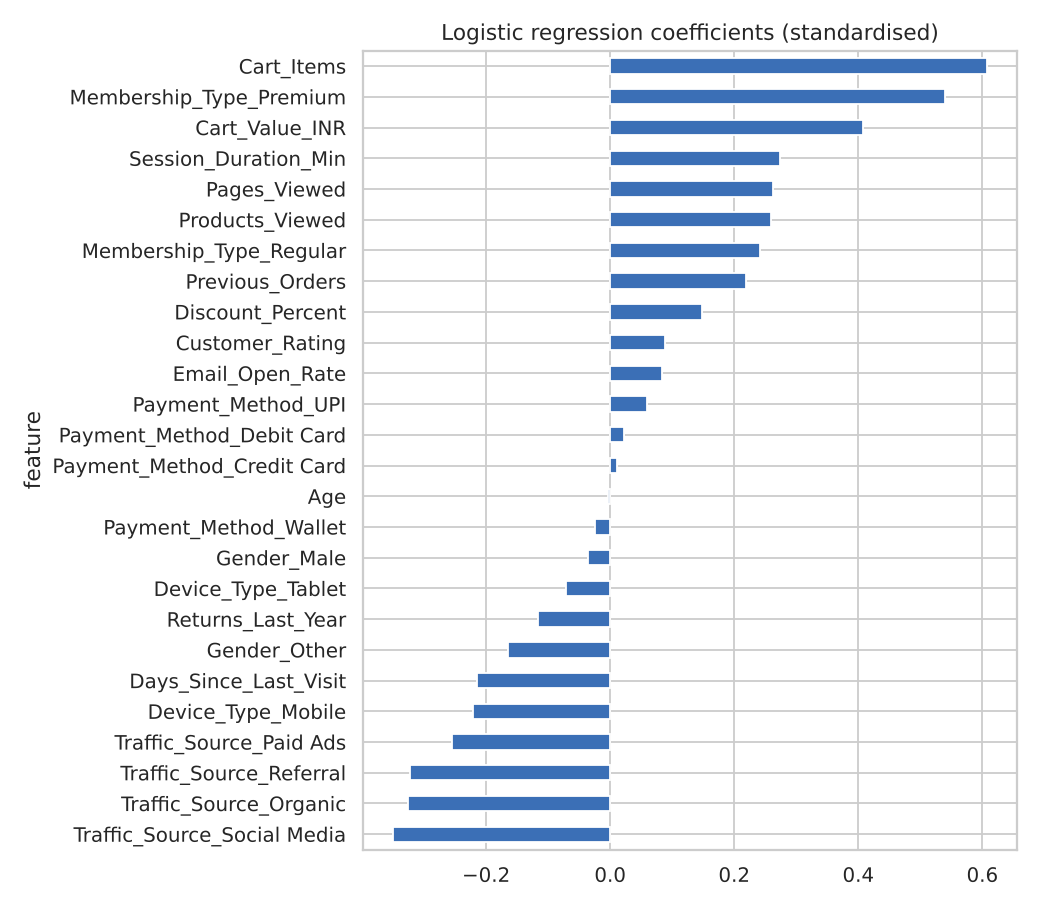 Logistic regression coefficients (standardised)
Cart_Items
Membership_Type_Premium
Cart_Value_INR
Session_Duration_Min
Pages_Viewed
Products_Viewed
Membership_Type_Regular
Previous_Orders
Discount_Percent
Customer_Rating
Email_Open_Rate
Payment_Method_UPI
Payment_Method_Debit Card
Payment_Method_Credit Card
Age
Payment_Method_Wallet
Gender_Male
Device_Type_Tablet
Returns_Last_Year
Gender_Other
Days_Since_Last_Visit
Device_Type_Mobile
Traffic_Source_Paid Ads
Traffic_Source_Referral
Traffic_Source_Organic
Traffic_Source_Social Media
feature
−0.2 0.0 0.2 0.4 0.6